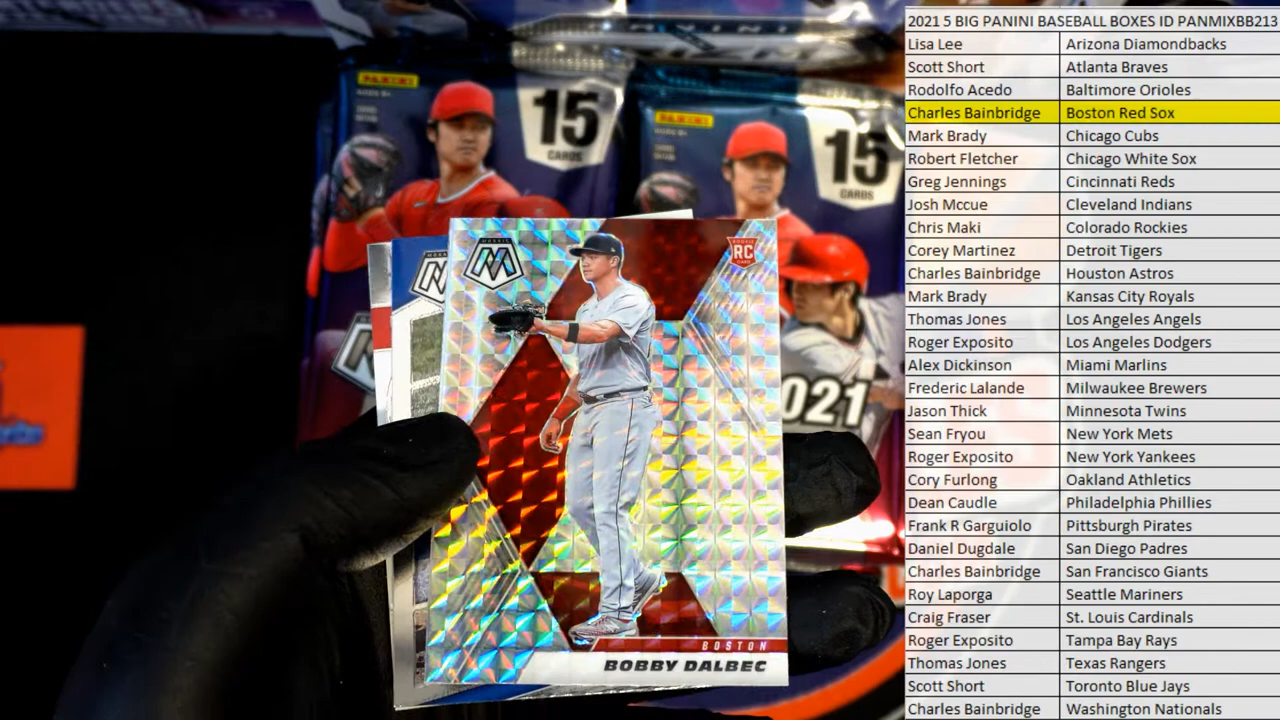 2021 5 BIG PANINI BASEBALL BOXES ID PANMIXBB213
Lisa Lee Arizona Diamondbacks
Scott Short Atlanta Braves
Rodolfo Acedo Baltimore Orioles
Charles Bainbridge Boston Red Sox
Mark Brady Chicago Cubs
Robert Fletcher Chicago White Sox
Greg Jennings Cincinnati Reds
Josh Mccue Cleveland Indians
Chris Maki Colorado Rockies
Corey Martinez Detroit Tigers
Charles Bainbridge Houston Astros
Mark Brady Kansas City Royals
Thomas Jones Los Angeles Angels
Roger Exposito Los Angeles Dodgers
Alex Dickinson Miami Marlins
Frederic Lalande Milwaukee Brewers
Jason Thick Minnesota Twins
Sean Fryou New York Mets
Roger Exposito New York Yankees
Cory Furlong Oakland Athletics
Dean Caudle Philadelphia Phillies
Frank R Garguiolo Pittsburgh Pirates
Daniel Dugdale San Diego Padres
Charles Bainbridge San Francisco Giants
Roy Laporga Seattle Mariners
Craig Fraser St. Louis Cardinals
Roger Exposito Tampa Bay Rays
Thomas Jones Texas Rangers
Scott Short Toronto Blue Jays
Charles Bainbridge Washington Nationals
PANINI
15
CARDS
PANINI
15
CARDS
2021
MOSAIC
ROOKIE
RC
CARD
BOSTON
BOBBY DALBEC